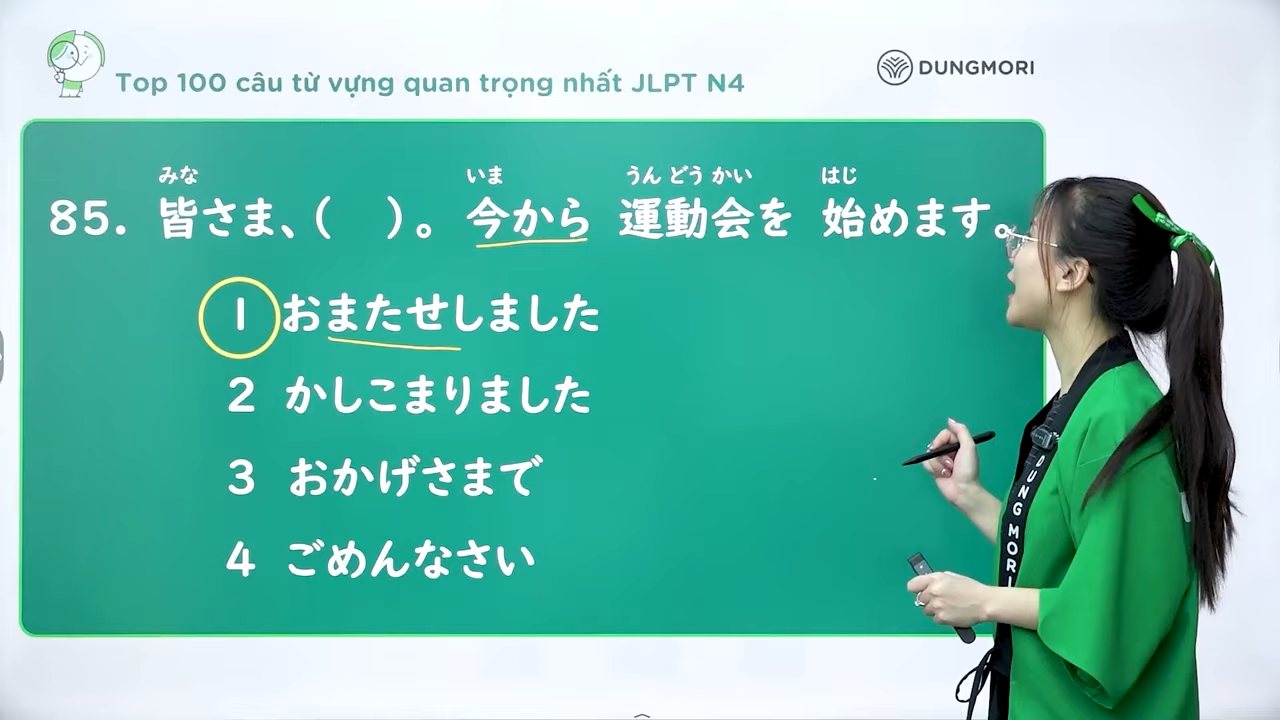 Top 100 câu từ vựng quan trọng nhất JLPT N4
DUNGMORI
みな いま うん どう かい はじ
85. 皆さま、( )。 今から 運動会を 始めます。
1 おまたせしました
2 かしこまりました
3 おかげさまで
4 ごめんなさい
DUNG MORI